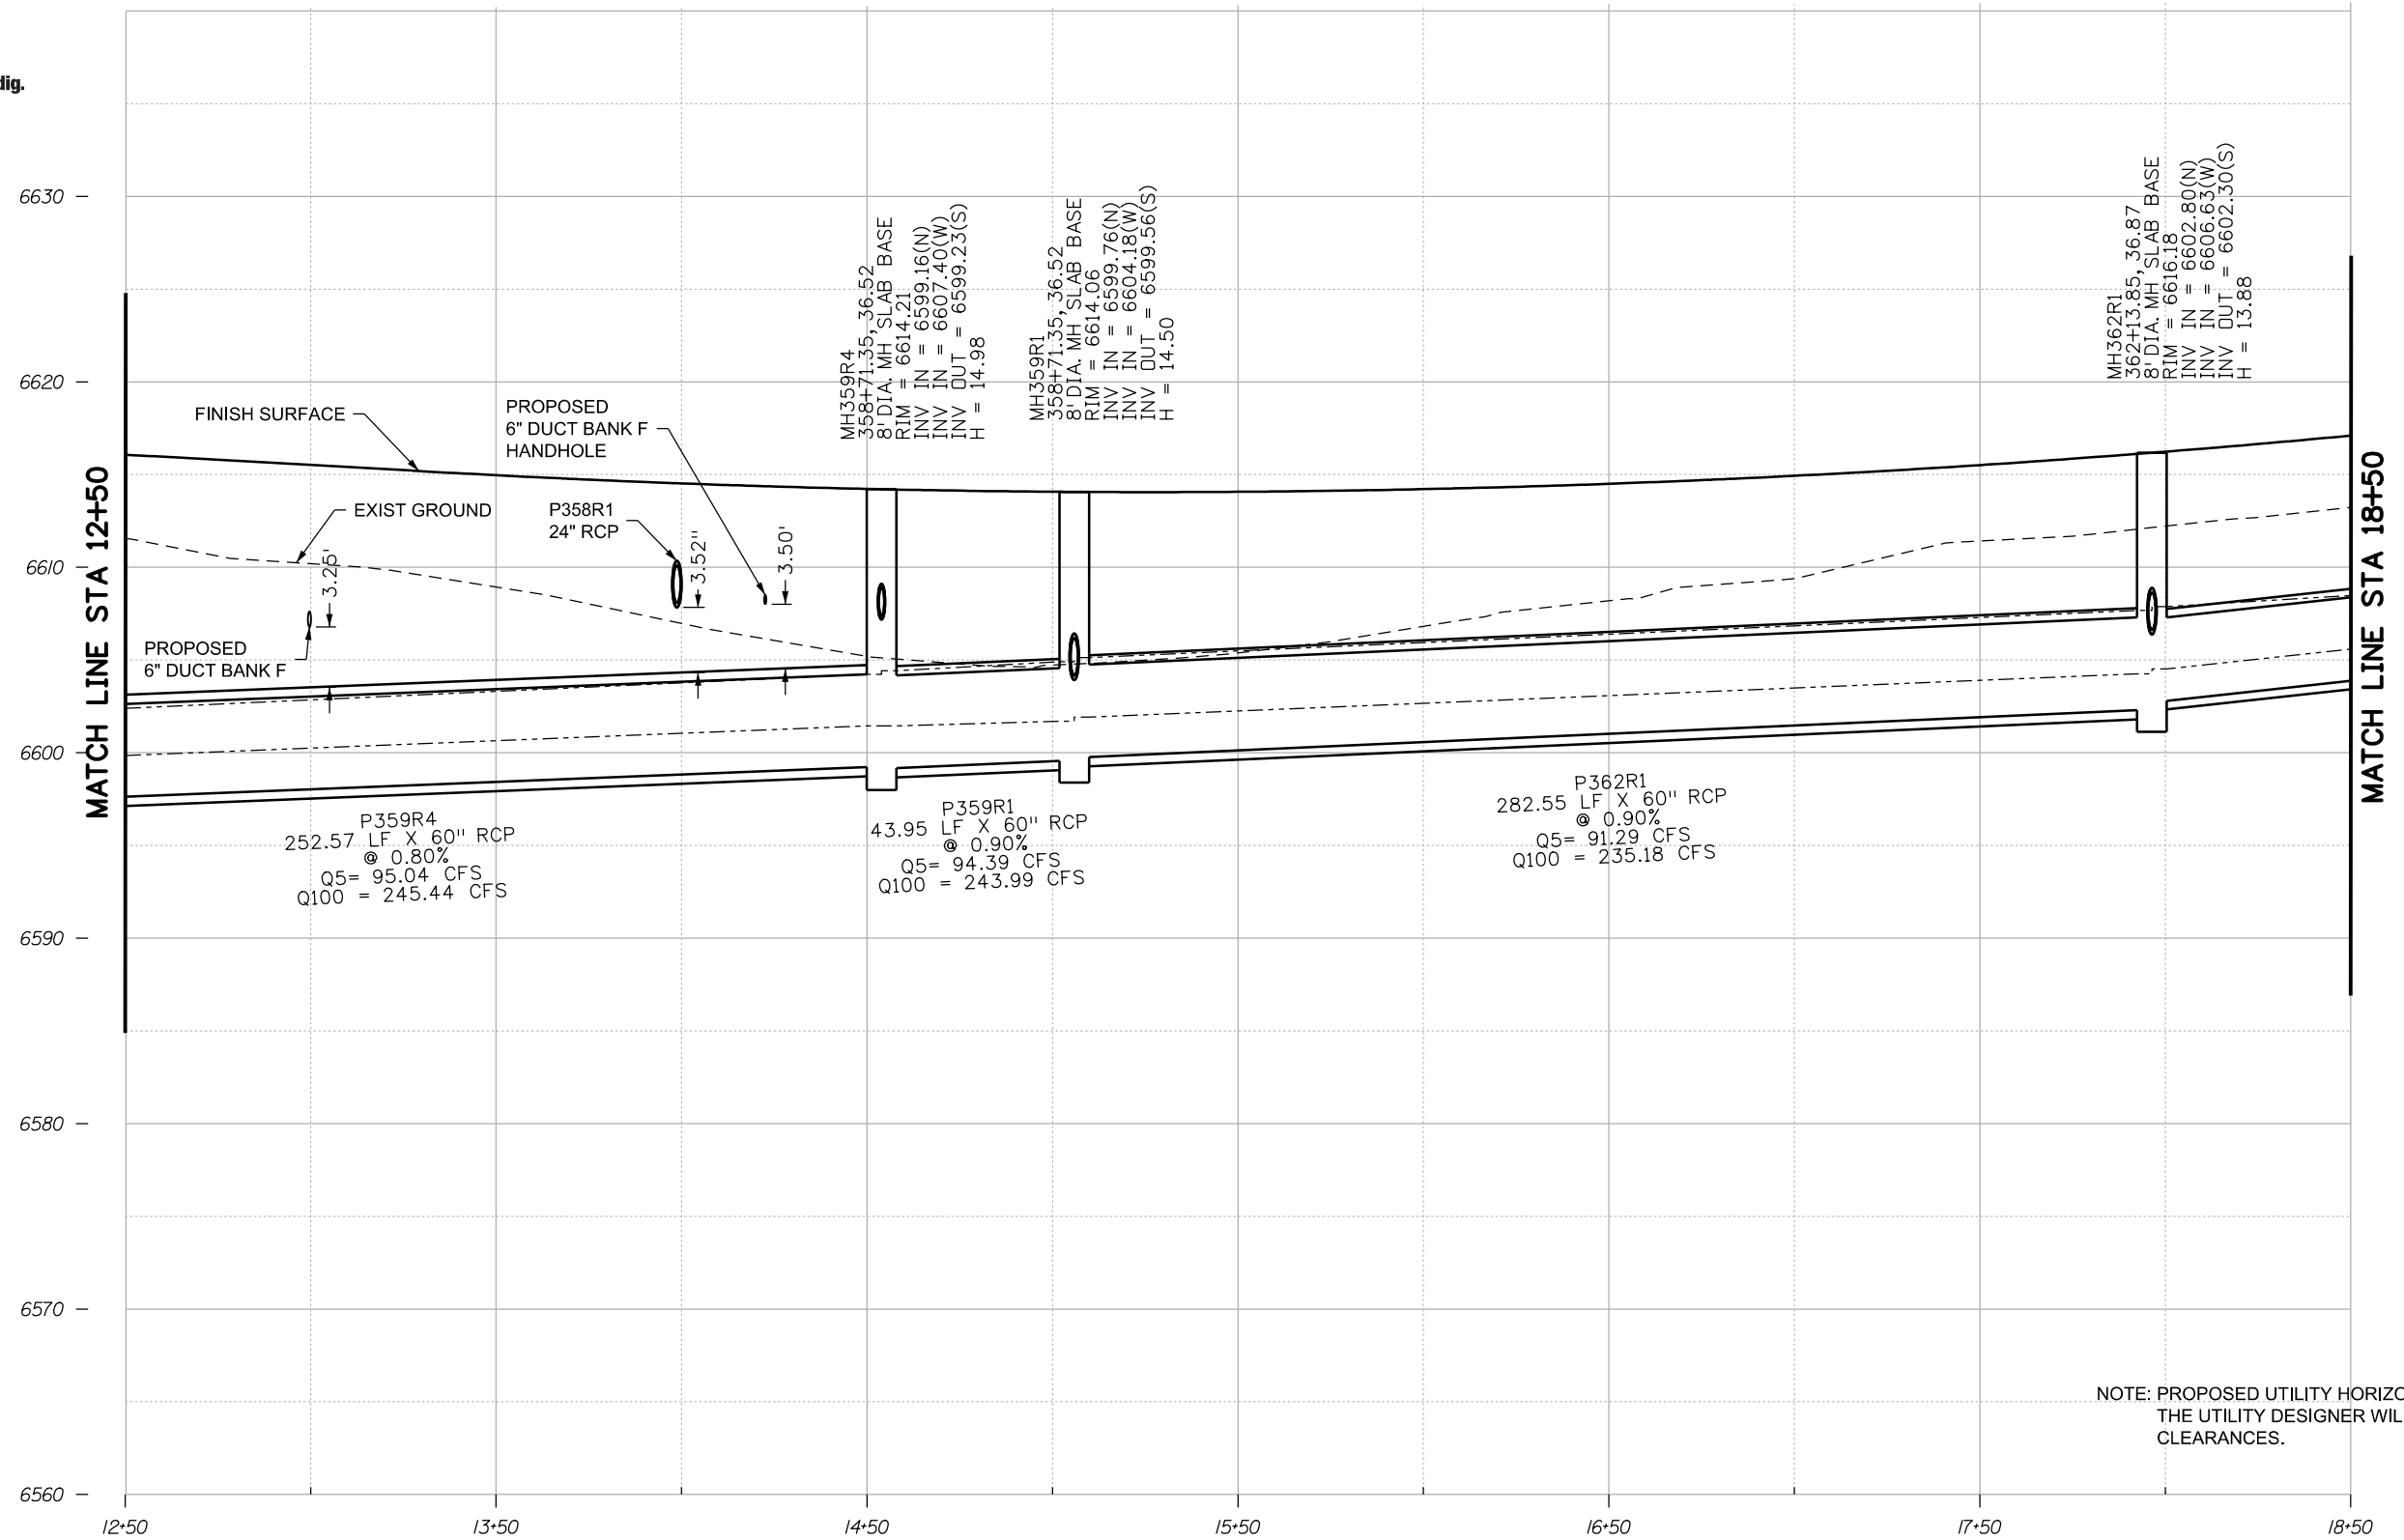 dig.
6630
6620
6610
6600
6590
6580
6570
6560
MATCH LINE STA 12+50
FINISH SURFACE
EXIST GROUND
PROPOSED
6" DUCT BANK F
3.25'
PROPOSED
6" DUCT BANK F
HANDHOLE
P358R1
24" RCP
3.52"
3.50'
MH359R4
358+71.35, 36.52
8' DIA. MH SLAB BASE
RIM = 6614.21
INV IN = 6599.16(N)
INV IN = 6607.40(W)
INV OUT = 6599.23(S)
H = 14.98
MH359R1
358+71.35, 36.52
8' DIA. MH SLAB BASE
RIM = 6614.06
INV IN = 6599.76(N)
INV IN = 6604.18(W)
INV OUT = 6599.56(S)
H = 14.50
MH362R1
362+13.85, 36.87
8' DIA. MH SLAB BASE
RIM = 6616.18
INV IN = 6602.80(N)
INV IN = 6606.63(W)
INV OUT = 6602.30(S)
H = 13.88
MATCH LINE STA 18+50
P359R4
252.57 LF X 60" RCP
@ 0.80%
Q5= 95.04 CFS
Q100 = 245.44 CFS
P359R1
43.95 LF X 60" RCP
@ 0.90%
Q5= 94.39 CFS
Q100 = 243.99 CFS
P362R1
282.55 LF X 60" RCP
@ 0.90%
Q5= 91.29 CFS
Q100 = 235.18 CFS
NOTE: PROPOSED UTILITY HORIZO
THE UTILITY DESIGNER WIL
CLEARANCES.
12+50
13+50
14+50
15+50
16+50
17+50
18+50